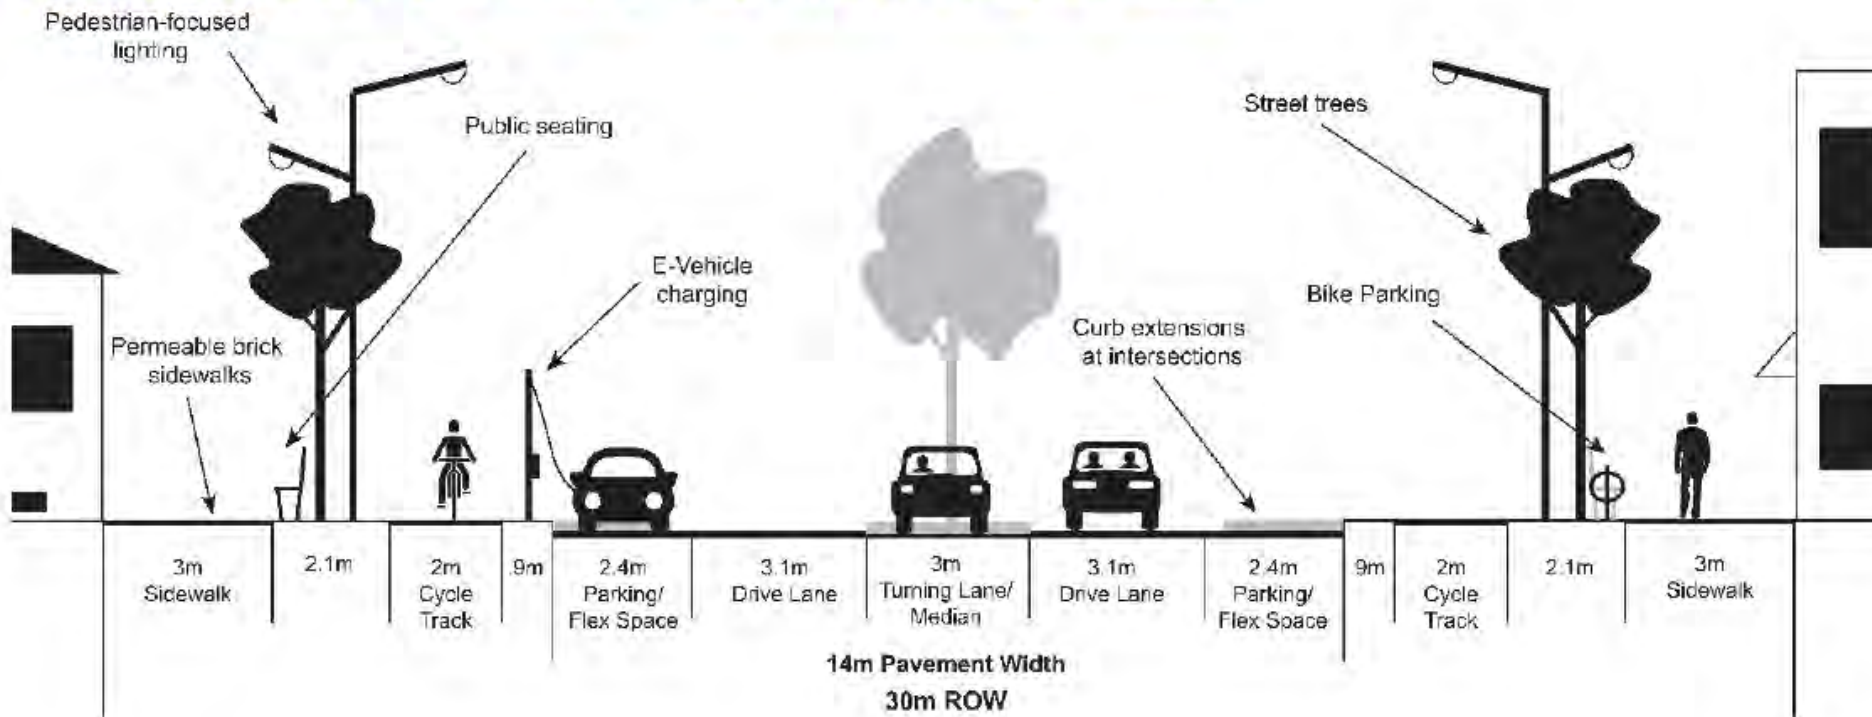 Pedestrian-focused
lighting
Public seating
Street trees
E-Vehicle
charging
Bike Parking
Curb extensions
at intersections
Permeable brick
sidewalks
3m
Sidewalk
2.1m
2m
Cycle
Track
.9m
2.4m
Parking/
Flex Space
3.1m
Drive Lane
3m
Turning Lane/
Median
3.1m
Drive Lane
2.4m
Parking/
Flex Space
.9m
2m
Cycle
Track
2.1m
3m
Sidewalk
14m Pavement Width
30m ROW